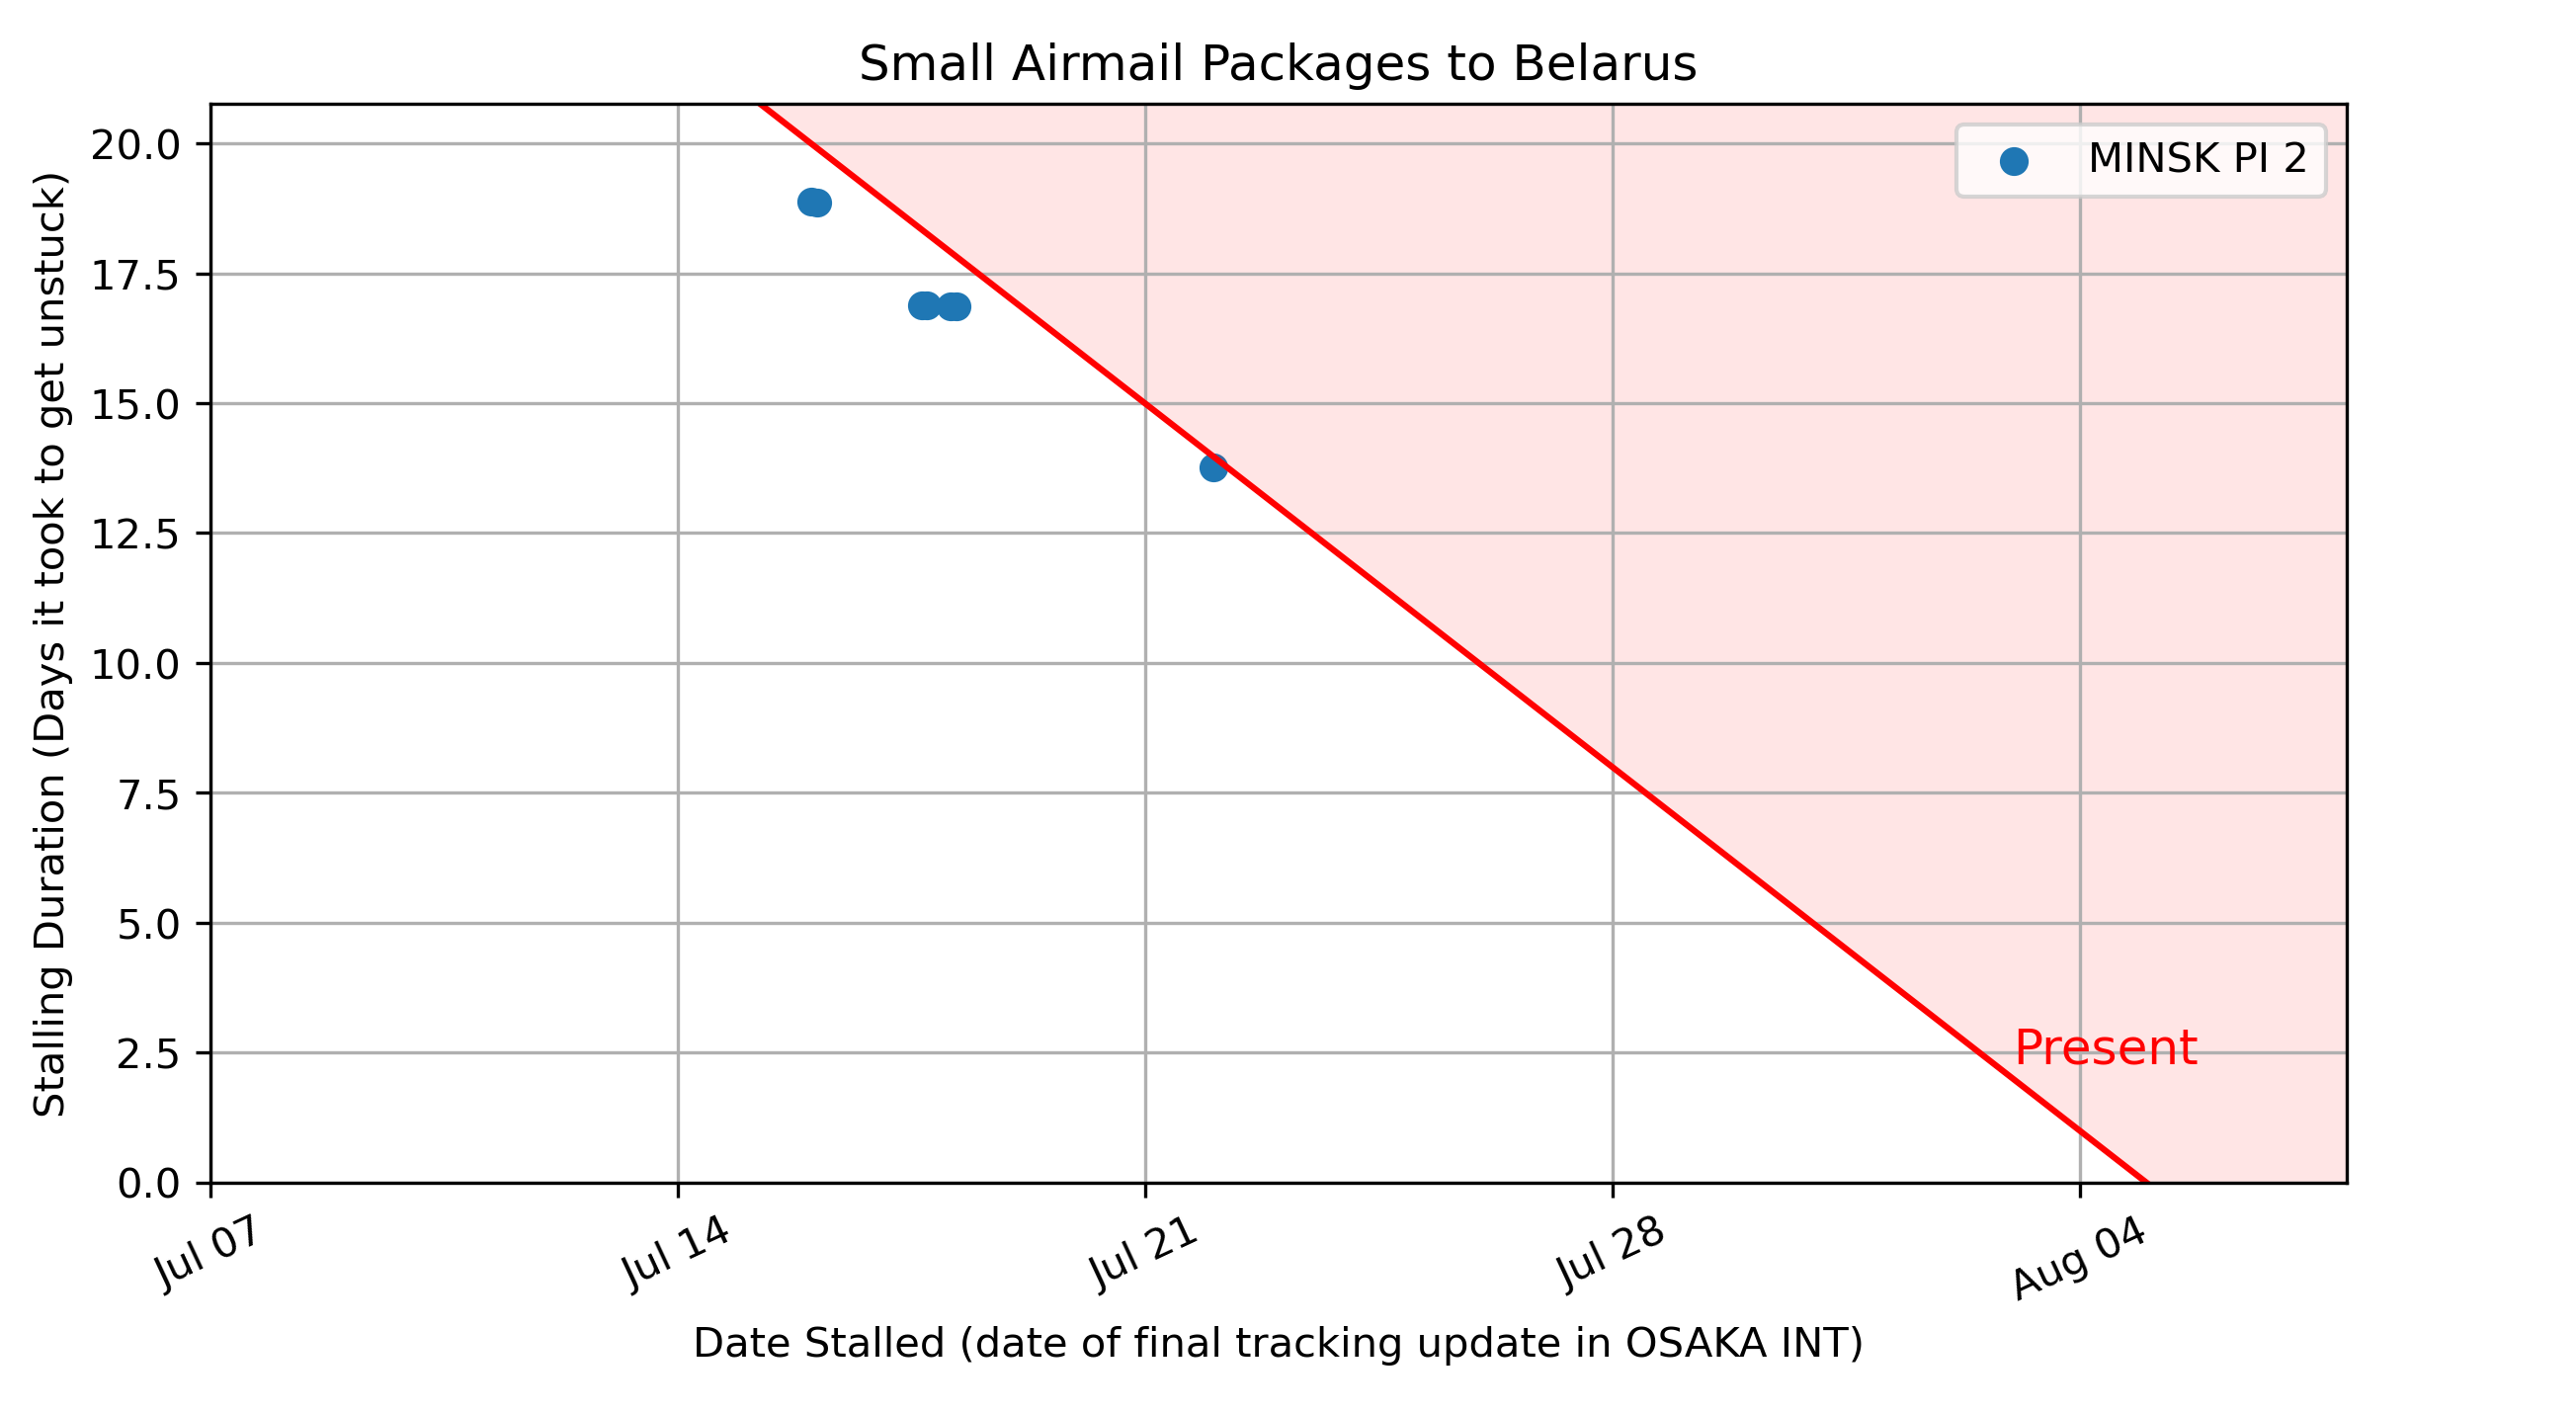 Small Airmail Packages to Belarus
MINSK PI 2
Stalling Duration (Days it took to get unstuck)
20.0
17.5
15.0
12.5
10.0
7.5
5.0
2.5
0.0
Present
Jul 07
Jul 14
Jul 21
Jul 28
Aug 04
Date Stalled (date of final tracking update in OSAKA INT)